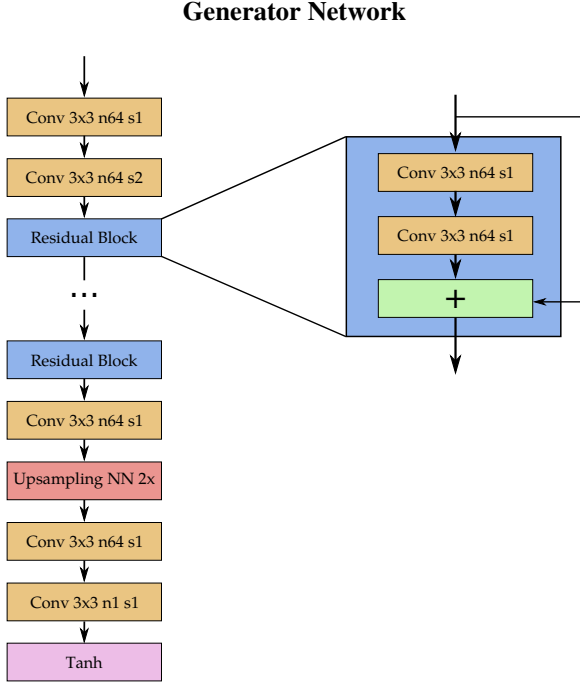 Generator Network
Conv 3x3 n64 s1
Conv 3x3 n64 s2
Residual Block
...
Residual Block
Conv 3x3 n64 s1
Upsampling NN 2x
Conv 3x3 n64 s1
Conv 3x3 n1 s1
Tanh
Conv 3x3 n64 s1
Conv 3x3 n64 s1
+